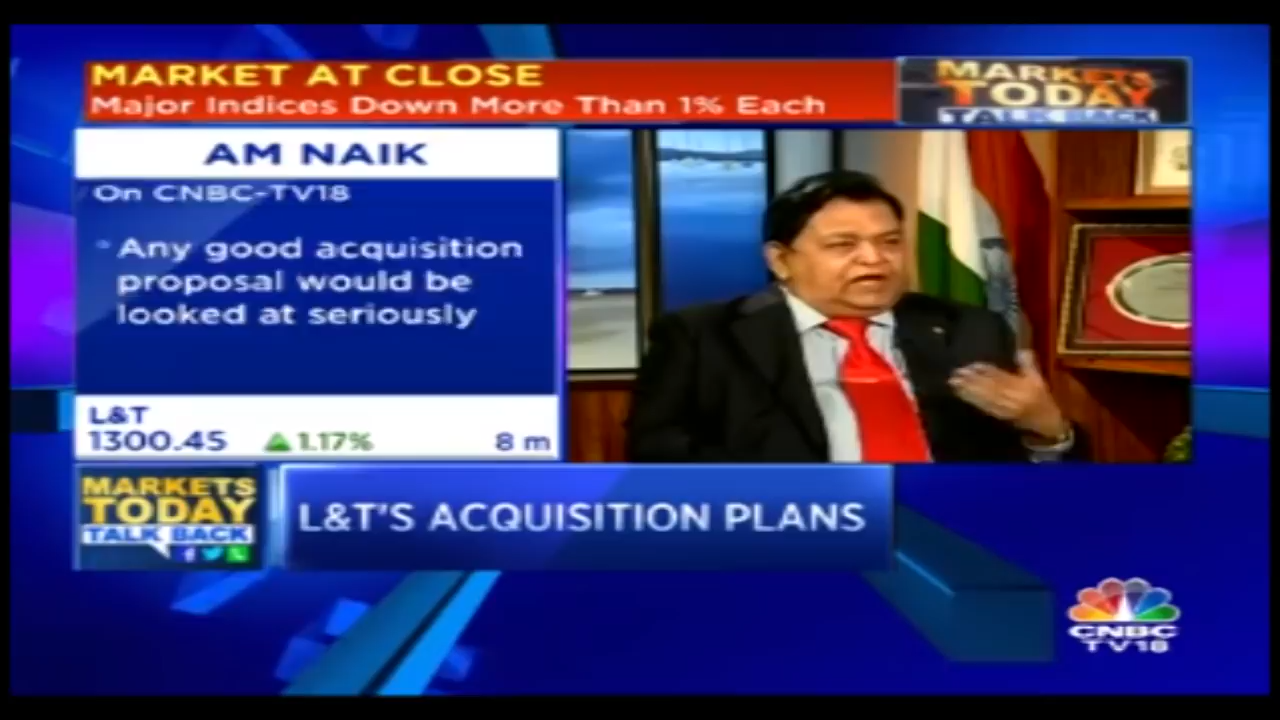 MARKET AT CLOSE
Major Indices Down More Than 1% Each
MARKETS
TODAY
TALK BACK
AM NAIK
On CNBC-TV18
Any good acquisition
proposal would be
looked at seriously
L&T
1300.45 ▲1.17% 8 m
MARKETS
TODAY
TALK BACK
L&T'S ACQUISITION PLANS
CNBC
TV18